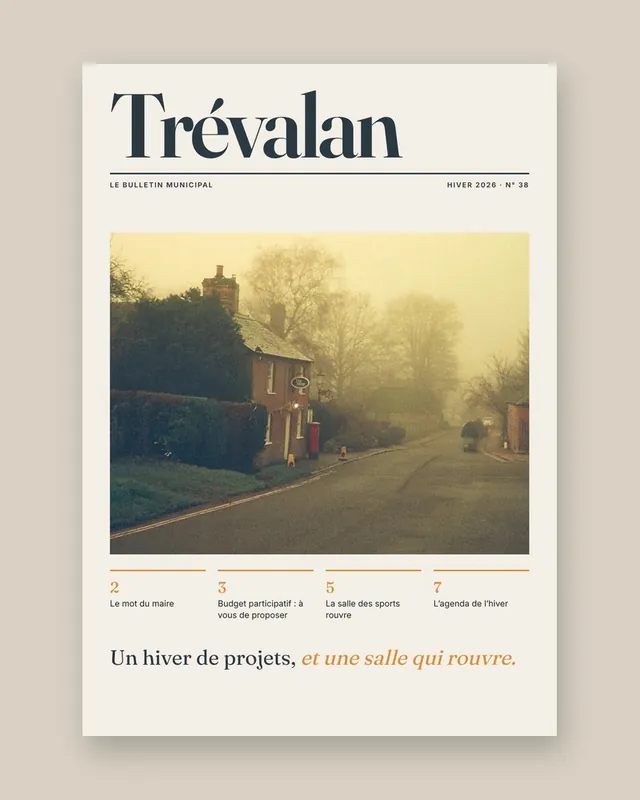 Trévalan
LE BULLETIN MUNICIPAL
HIVER 2026 · N° 38
2
Le mot du maire
3
Budget participatif : à
vous de proposer
5
La salle des sports
rouvre
7
L’agenda de l’hiver
Un hiver de projets, et une salle qui rouvre.